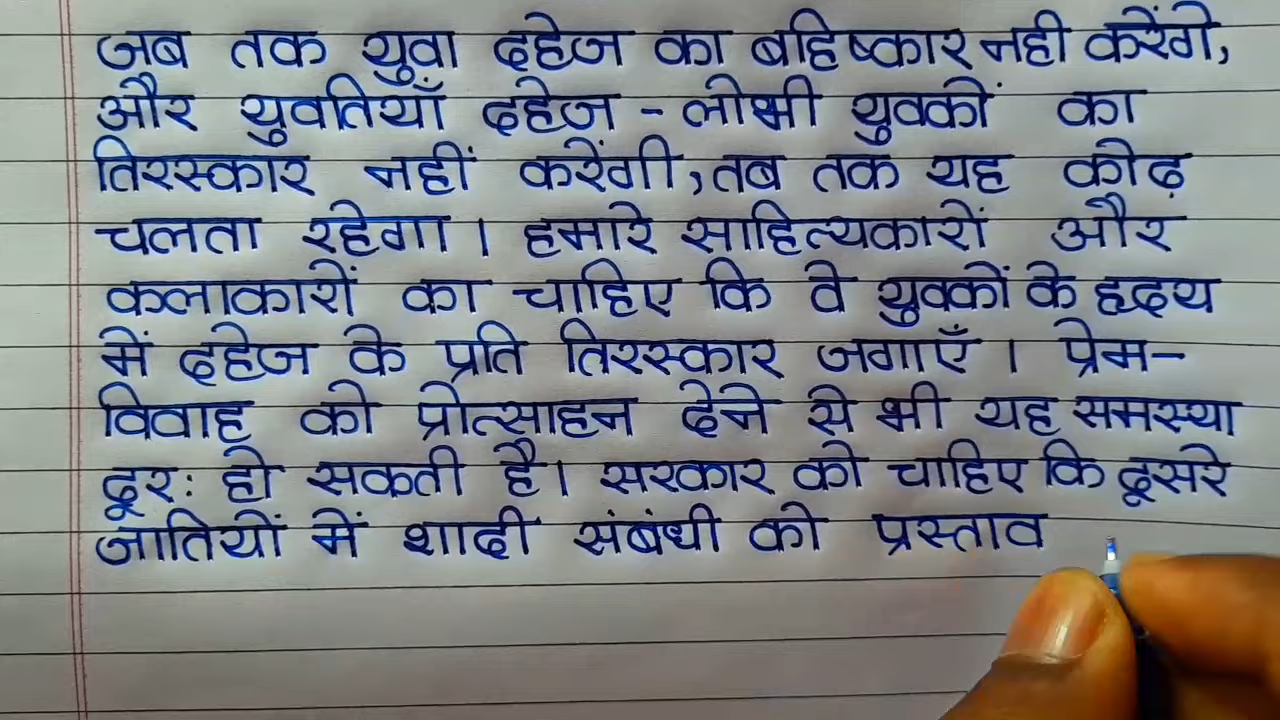 जब तक युवा दहेज का बहिष्कार नही करेंगे,
और युवतियाँ दहेज - लोभी युवकों का
तिरस्कार नहीं करेंगी, तब तक यह कोढ़
चलता रहेगा। हमारे साहित्यकारों और
कलाकारों का चाहिए कि वे युवकों के हृदय
में दहेज के प्रति तिरस्कार जगाएँ। प्रेम-
विवाह को प्रोत्साहन देने से भी यह समस्या
दूर: हो सकती है। सरकार को चाहिए कि दूसरे
जातियों में शादी संबंधी को प्रस्ताव